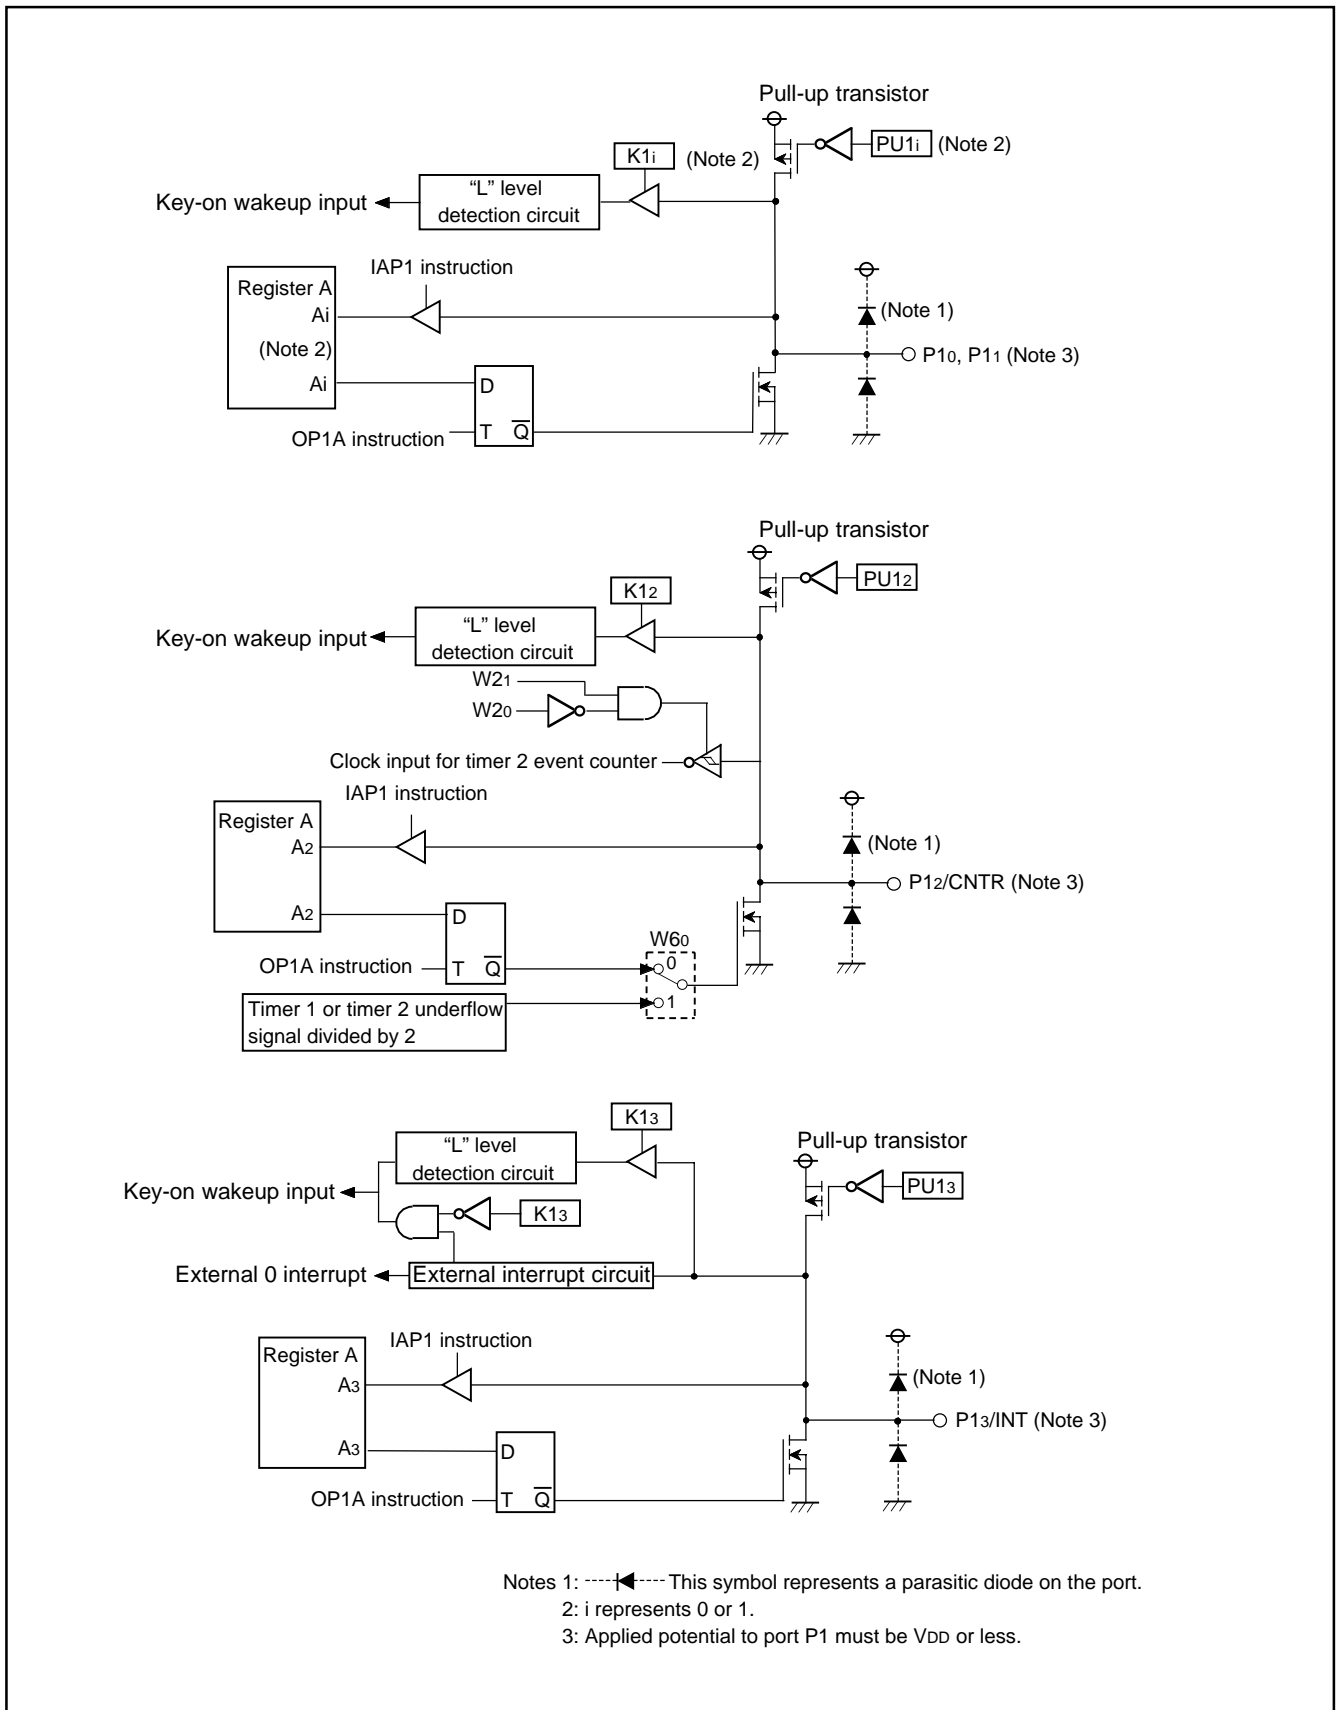 Pull-up transistor
PU1i (Note 2)
K1i (Note 2)
"L" level
detection circuit
Key-on wakeup input
IAP1 instruction
Register A
Ai
(Note 2)
Ai
D
T Q̅
OP1A instruction
(Note 1)
P10, P11 (Note 3)
Pull-up transistor
PU12
K12
"L" level
detection circuit
Key-on wakeup input
W21
W20
Clock input for timer 2 event counter
IAP1 instruction
Register A
A2
A2
D
T Q̅
OP1A instruction
W60
0
1
Timer 1 or timer 2 underflow
signal divided by 2
(Note 1)
P12/CNTR (Note 3)
K13
Pull-up transistor
PU13
"L" level
detection circuit
Key-on wakeup input
K13
External 0 interrupt
External interrupt circuit
IAP1 instruction
Register A
A3
A3
D
T Q̅
OP1A instruction
(Note 1)
P13/INT (Note 3)
Notes 1: This symbol represents a parasitic diode on the port.
2: i represents 0 or 1.
3: Applied potential to port P1 must be VDD or less.